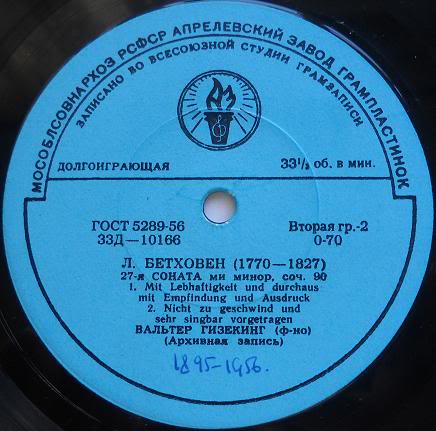 МОСОБЛСОВНАРХОЗ РСФСР АПРЕЛЕВСКИЙ ЗАВОД ГРАМПЛАСТИНОК
ЗАПИСАНО ВО ВСЕСОЮЗНОЙ СТУДИИ ГРАМЗАПИСИ
ДОЛГОИГРАЮЩАЯ 33⅓ об. в мин.
ГОСТ 5289-56 Вторая гр.-2
33Д—10166 0-70
Л. БЕТХОВЕН (1770—1827)
27-я СОНАТА ми минор, соч. 90
1. Mit Lebhaftigkeit und durchaus
mit Empfindung und Ausdruck
2. Nicht zu geschwind und
sehr singbar vorgetragen
ВАЛЬТЕР ГИЗЕКИНГ (ф-но)
(Архивная запись)
1895-1956.